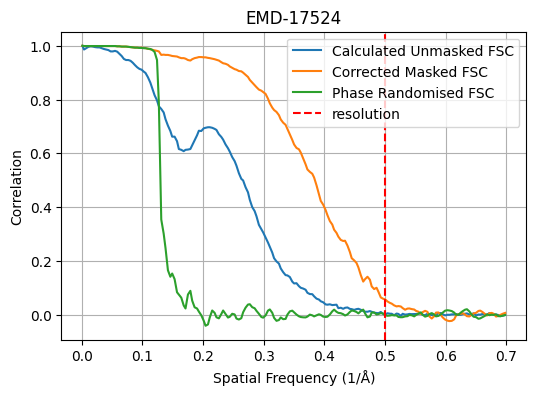 EMD-17524
1.0
0.8
0.6
0.4
0.2
0.0
Correlation
Calculated Unmasked FSC
Corrected Masked FSC
Phase Randomised FSC
resolution
0.0 0.1 0.2 0.3 0.4 0.5 0.6 0.7
Spatial Frequency (1/Å)